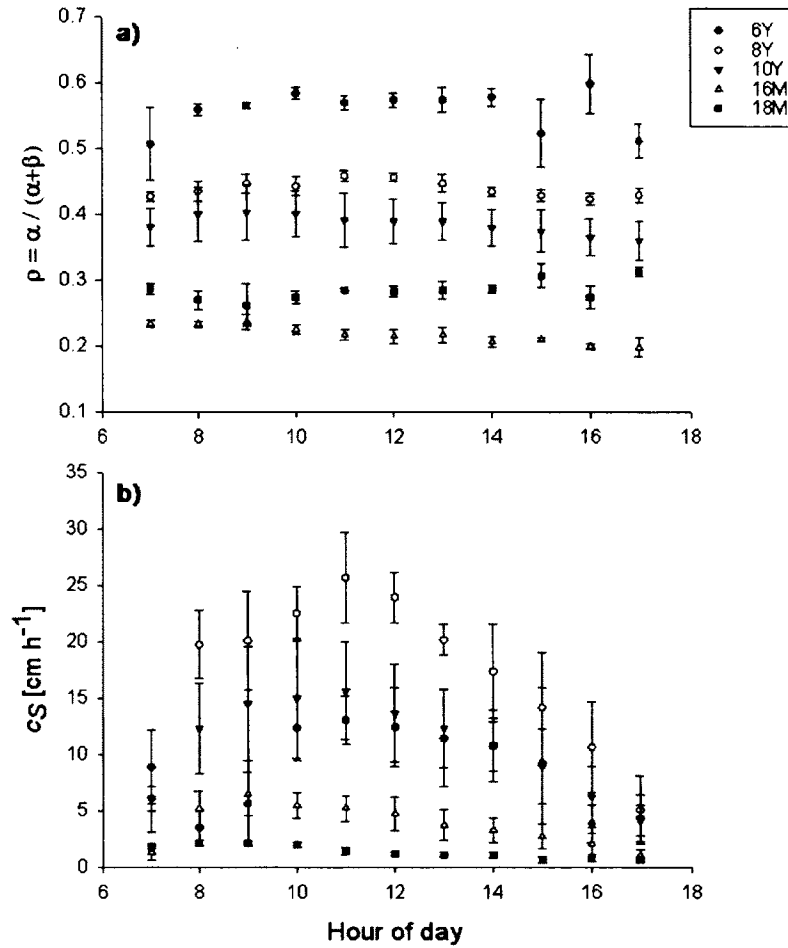 a)
0.7
0.6
0.5
0.4
0.3
0.2
0.1
ρ = α / (α+β)
6 8 10 12 14 16 18
6Y
8Y
10Y
16M
18M
b)
35
30
25
20
15
10
5
0
cS [cm h⁻¹]
6 8 10 12 14 16 18
Hour of day